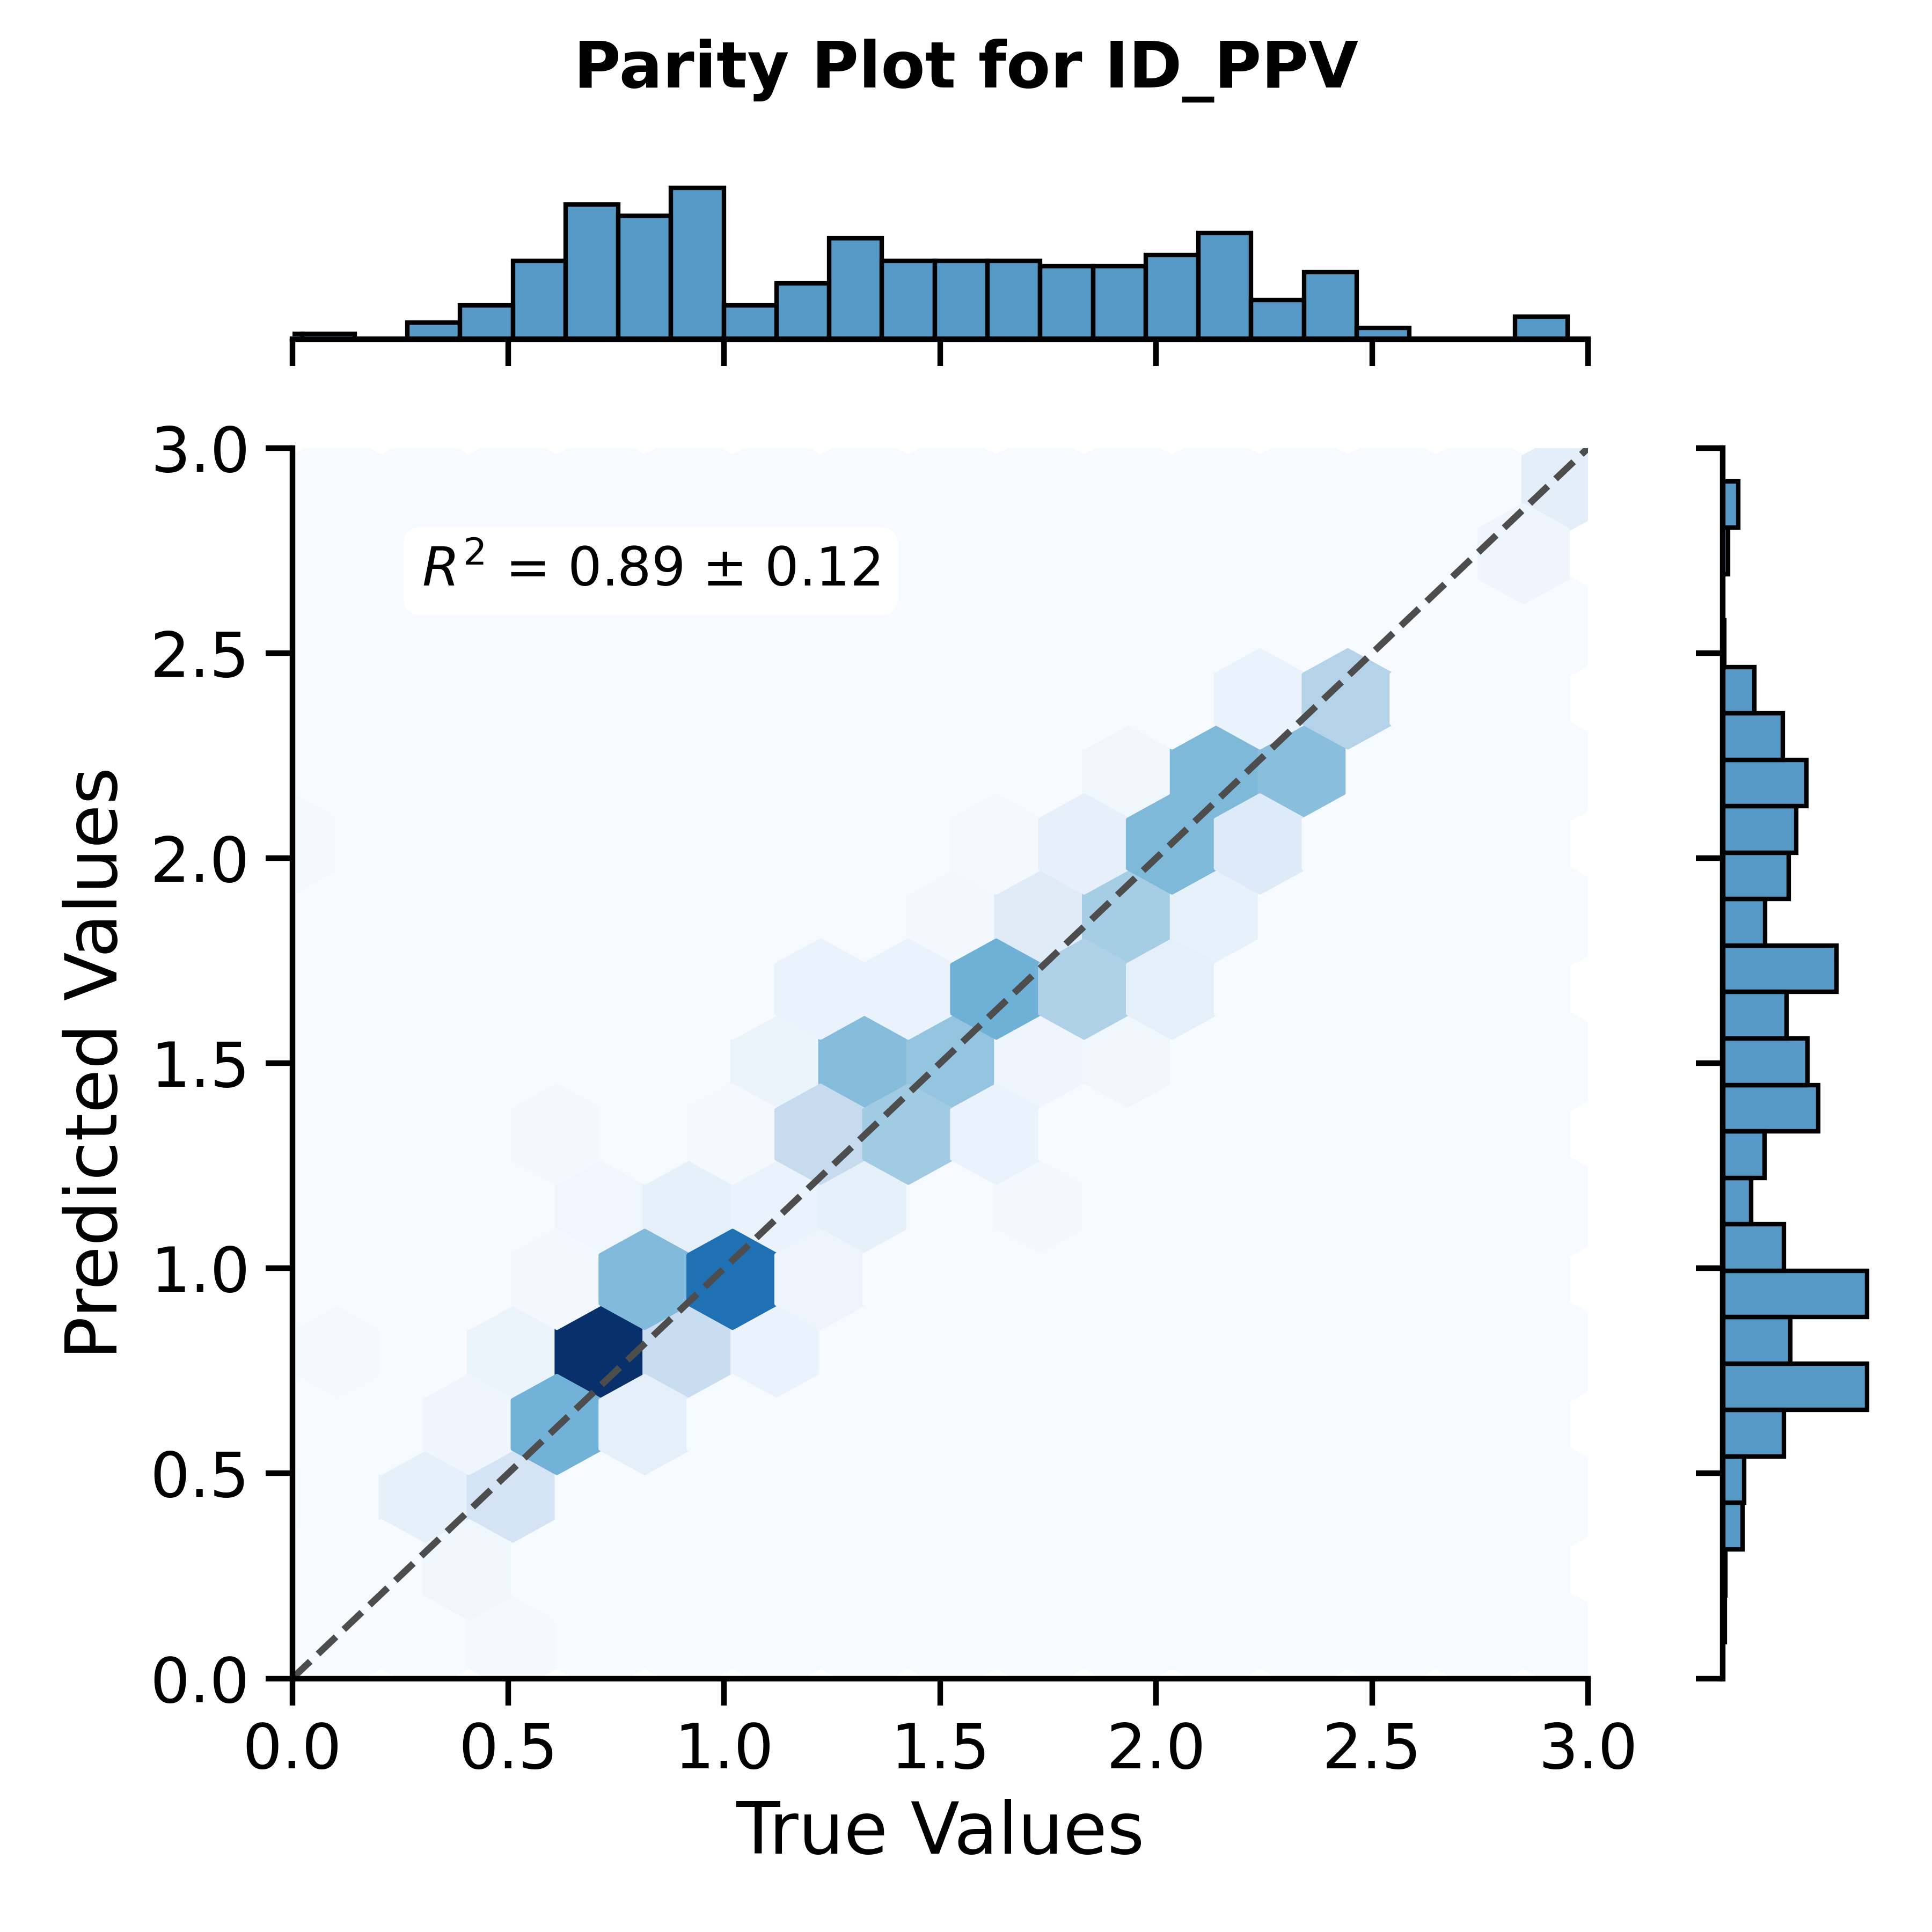 Parity Plot for ID_PPV
3.0
R² = 0.89 ± 0.12
2.5
2.0
1.5
1.0
0.5
0.0
Predicted Values
0.0 0.5 1.0 1.5 2.0 2.5 3.0
True Values